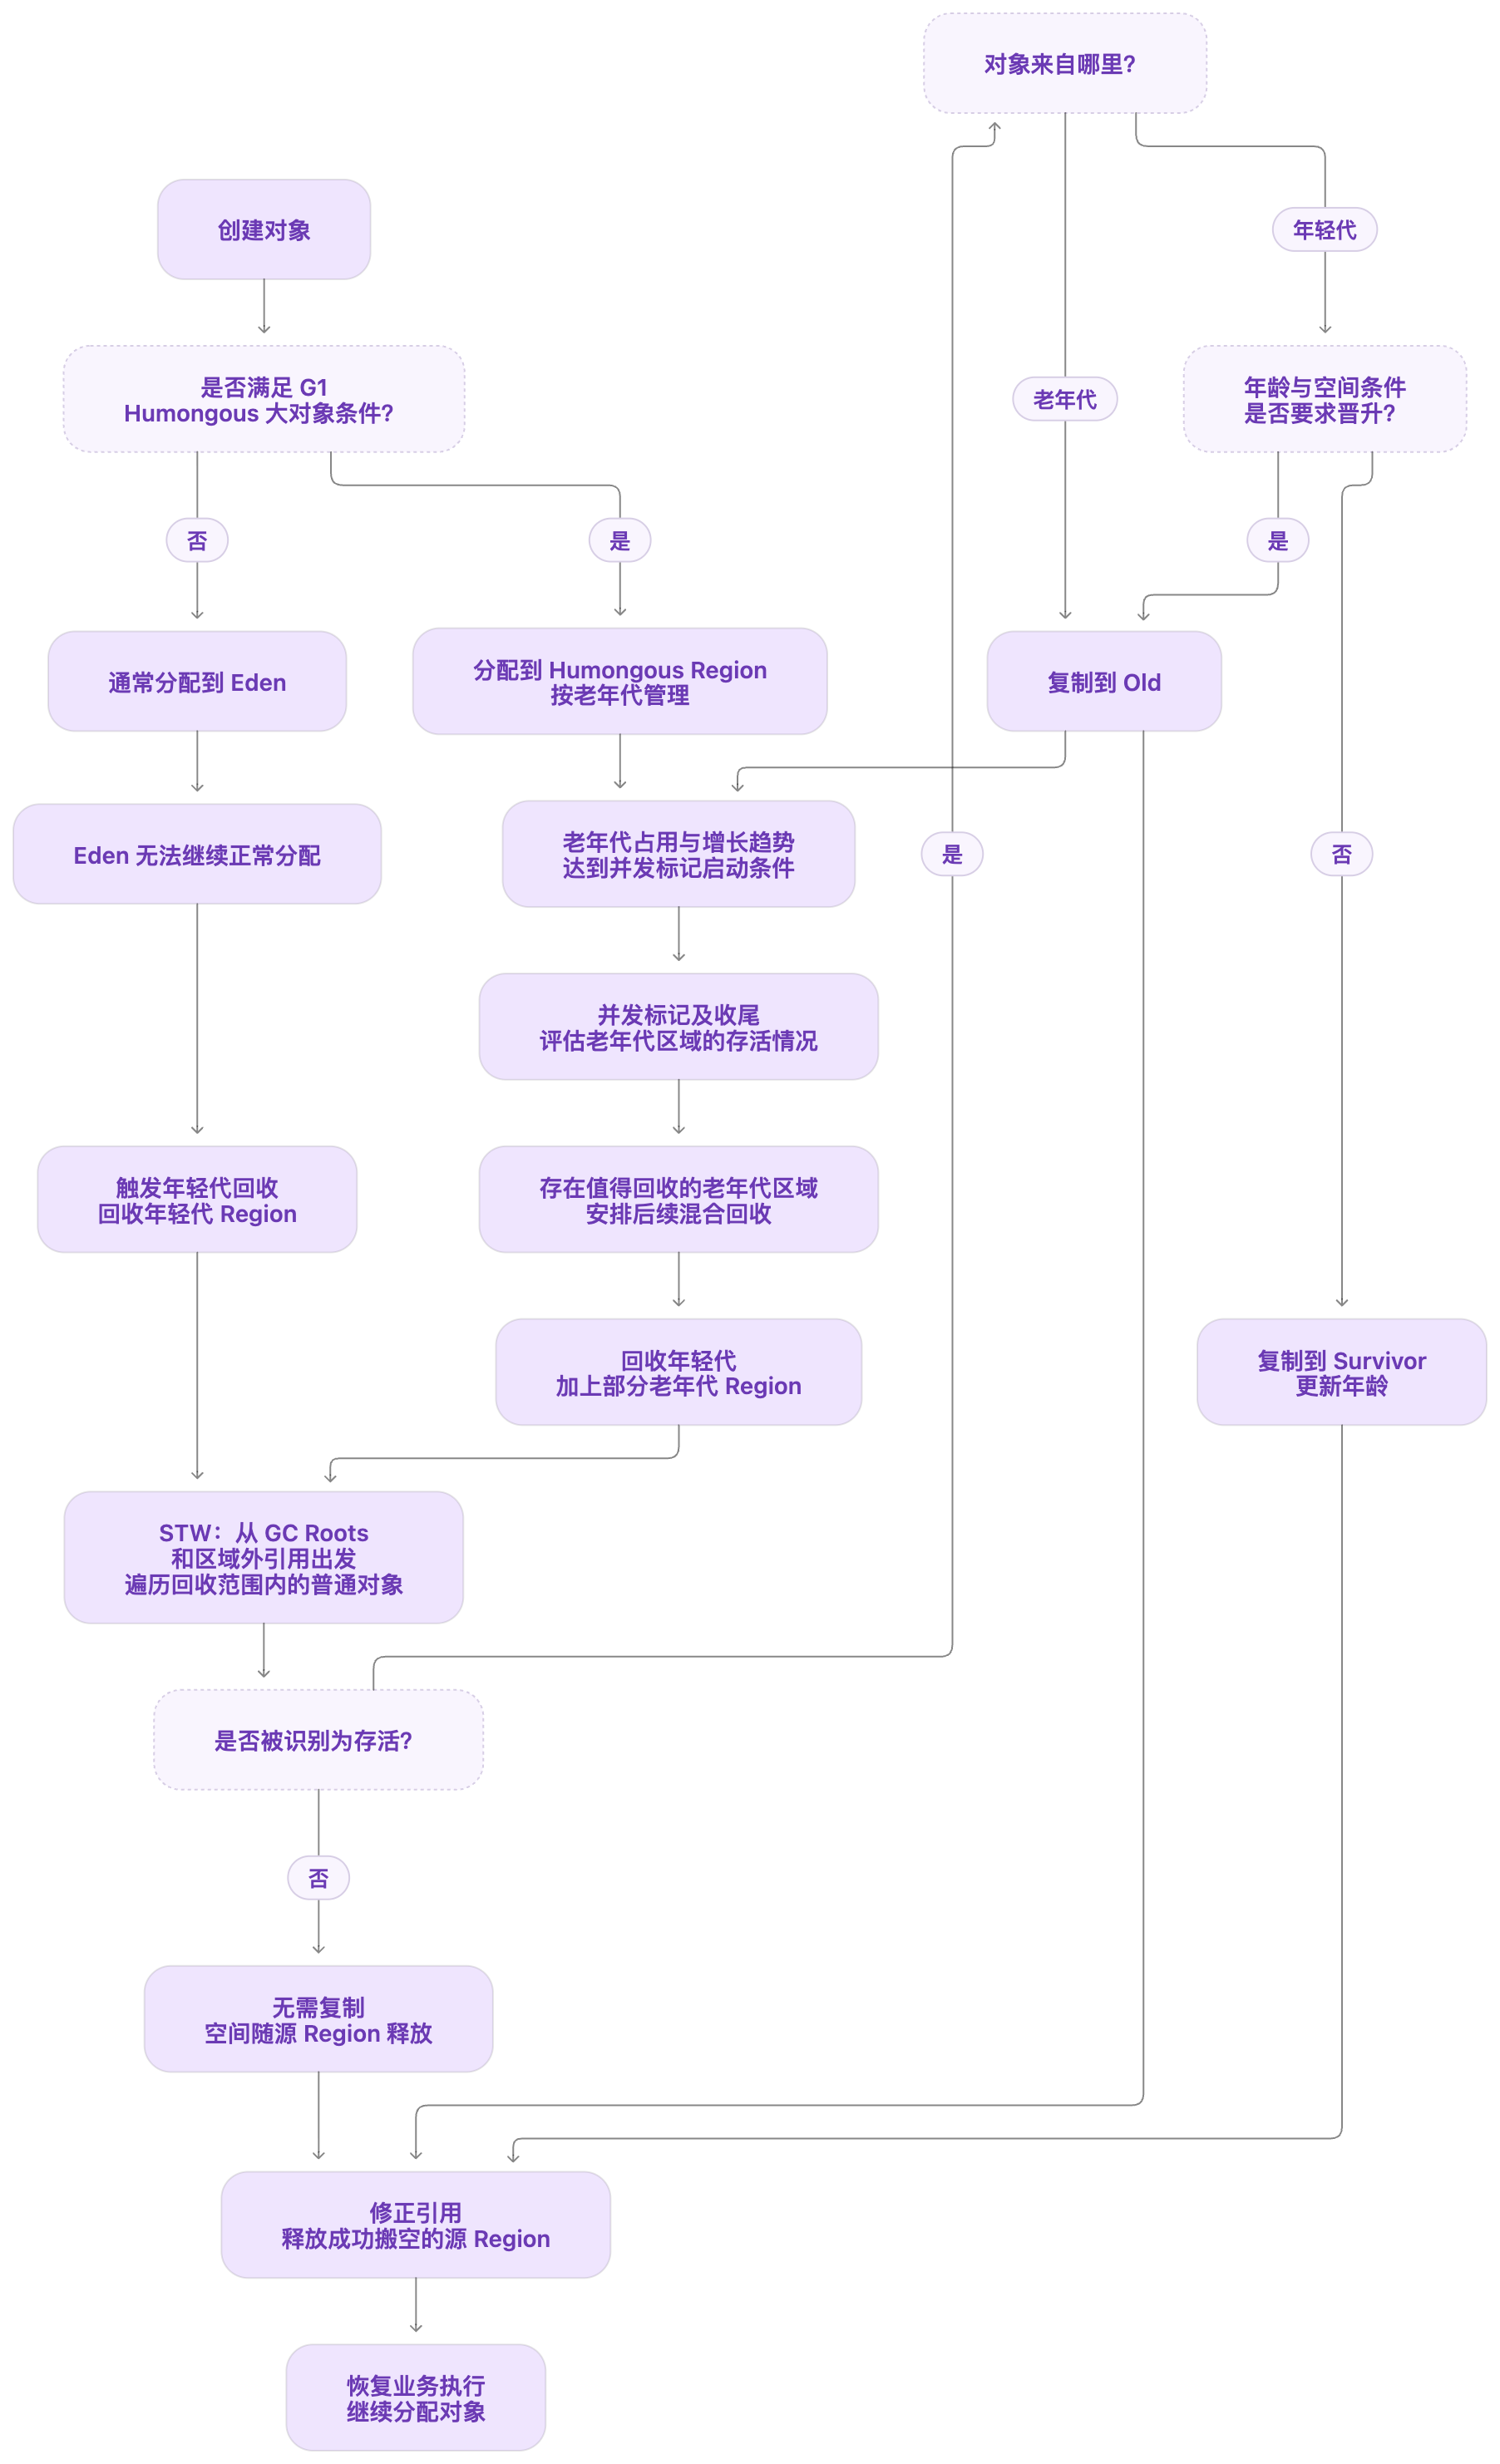 对象来自哪里?
创建对象
年轻代
是否满足 G1
Humongous 大对象条件?
老年代
年龄与空间条件
是否要求晋升?
否
是
是
通常分配到 Eden
分配到 Humongous Region
按老年代管理
复制到 Old
Eden 无法继续正常分配
老年代占用与增长趋势
达到并发标记启动条件
是
否
并发标记及收尾
评估老年代区域的存活情况
触发年轻代回收
回收年轻代 Region
存在值得回收的老年代区域
安排后续混合回收
回收年轻代
加上部分老年代 Region
复制到 Survivor
更新年龄
STW：从 GC Roots
和区域外引用出发
遍历回收范围内的普通对象
是否被识别为存活?
否
无需复制
空间随源 Region 释放
修正引用
释放成功搬空的源 Region
恢复业务执行
继续分配对象